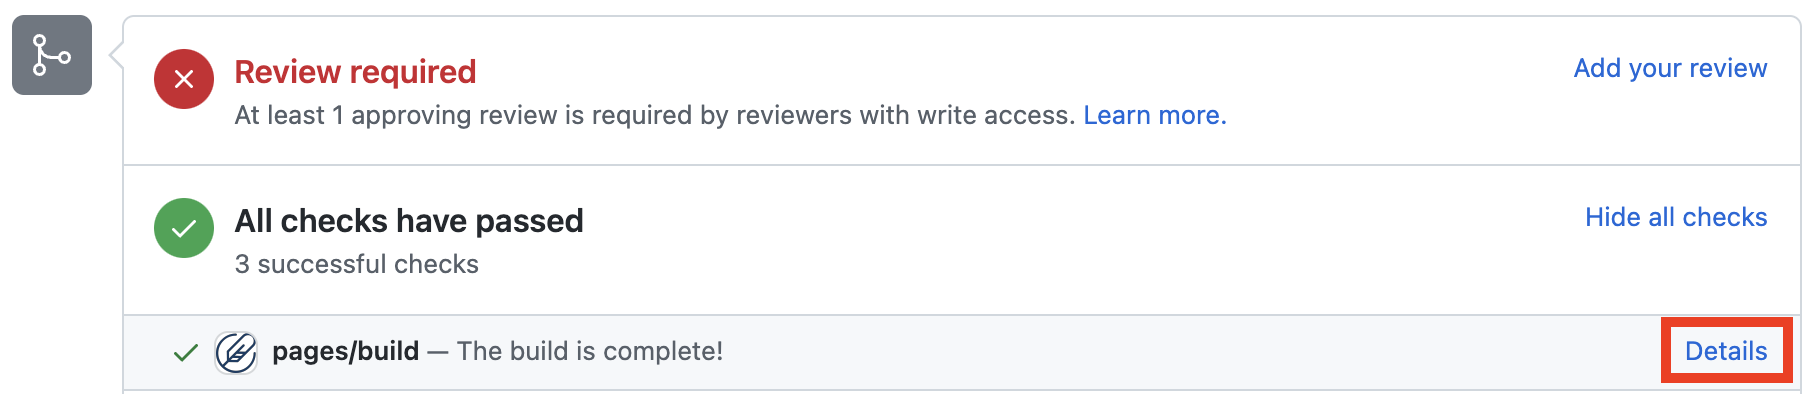 Review required
Add your review
At least 1 approving review is required by reviewers with write access. Learn more.
All checks have passed
Hide all checks
3 successful checks
pages/build — The build is complete!
Details